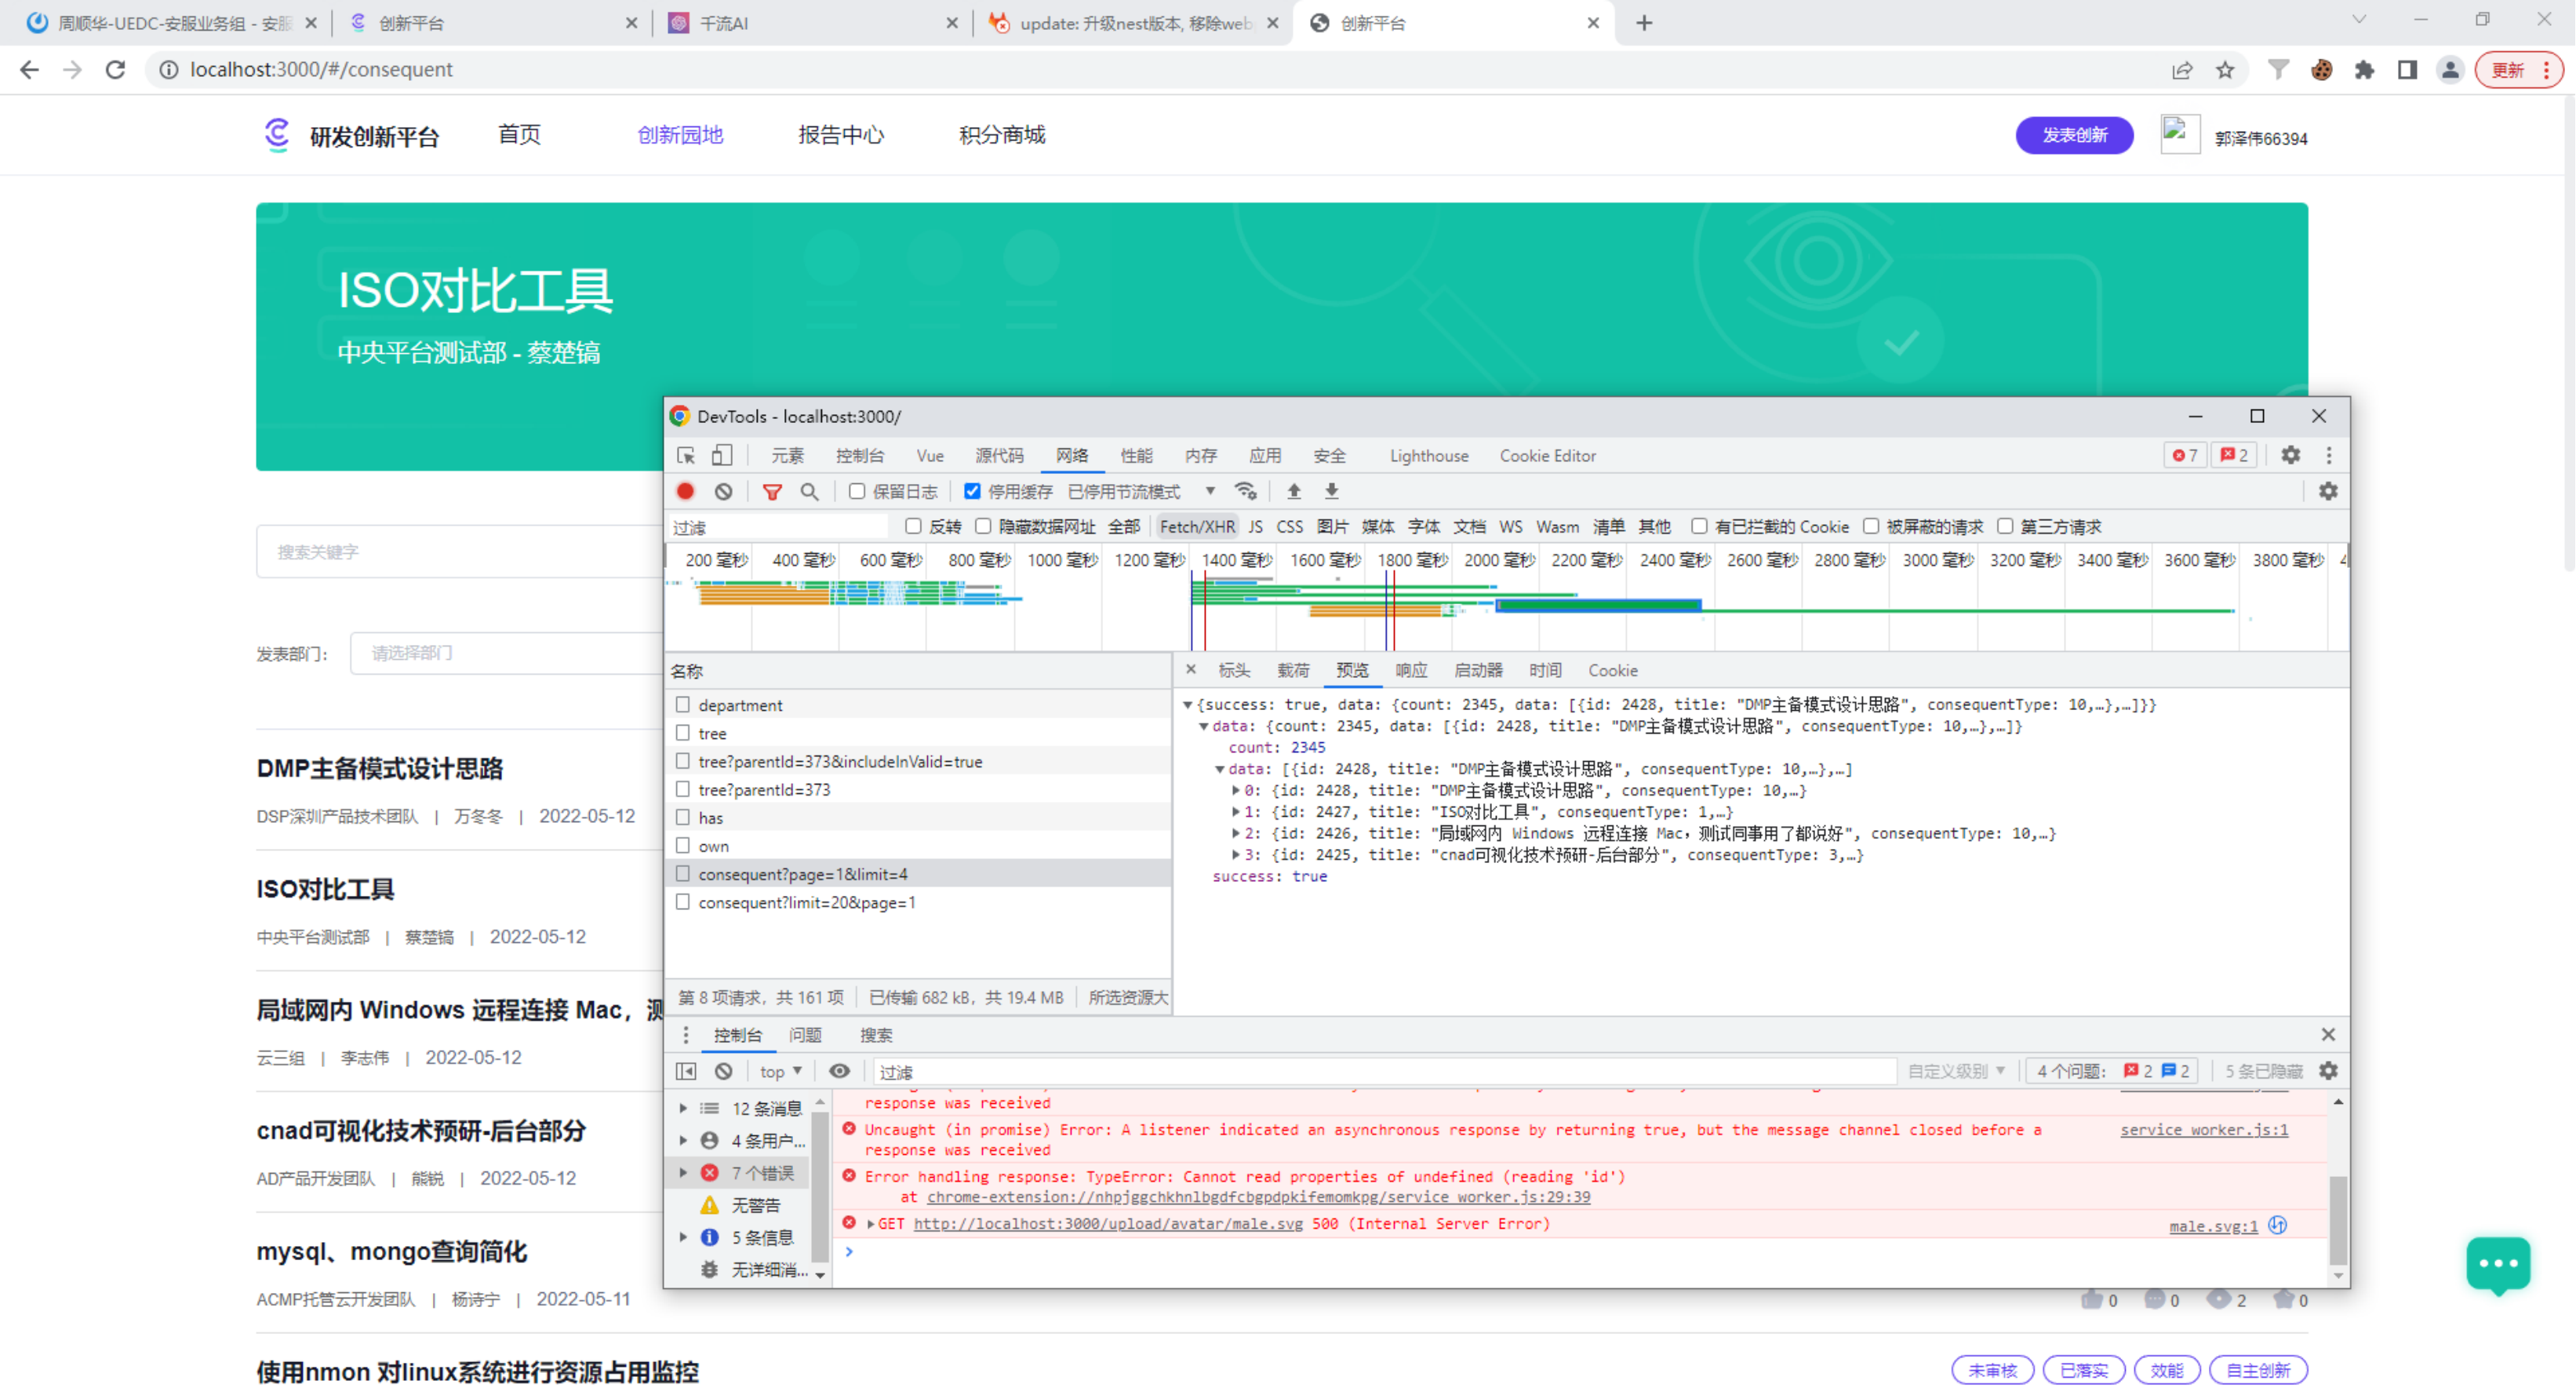 周顺华-UEDC-安服业务组 - 安服
创新平台
千流AI
update: 升级nest版本, 移除web
创新平台
localhost:3000/#/consequent
更新
研发创新平台
首页
创新园地
报告中心
积分商城
发表创新
郭泽伟66394
ISO对比工具
中央平台测试部 - 蔡楚镐
搜索关键字
发表部门：
请选择部门
DMP主备模式设计思路
DSP深圳产品技术团队 | 万冬冬 | 2022-05-12
ISO对比工具
中央平台测试部 | 蔡楚镐 | 2022-05-12
局域网内 Windows 远程连接 Mac，测
云三组 | 李志伟 | 2022-05-12
cnad可视化技术预研-后台部分
AD产品开发团队 | 熊锐 | 2022-05-12
mysql、mongo查询简化
ACMP托管云开发团队 | 杨诗宁 | 2022-05-11
0 0 2 0
使用nmon 对linux系统进行资源占用监控
未审核 已落实 效能 自主创新
DevTools - localhost:3000/
元素 控制台 Vue 源代码 网络 性能 内存 应用 安全 Lighthouse Cookie Editor
7 2
保留日志 停用缓存 已停用节流模式
过滤 反转 隐藏数据网址 全部 Fetch/XHR JS CSS 图片 媒体 字体 文档 WS Wasm 清单 其他 有已拦截的 Cookie 被屏蔽的请求 第三方请求
200 毫秒 400 毫秒 600 毫秒 800 毫秒 1000 毫秒 1200 毫秒 1400 毫秒 1600 毫秒 1800 毫秒 2000 毫秒 2200 毫秒 2400 毫秒 2600 毫秒 2800 毫秒 3000 毫秒 3200 毫秒 3400 毫秒 3600 毫秒 3800 毫秒
名称
department
tree
tree?parentId=373&includeInValid=true
tree?parentId=373
has
own
consequent?page=1&limit=4
consequent?limit=20&page=1
第 8 项请求，共 161 项 已传输 682 kB，共 19.4 MB 所选资源大
标头 载荷 预览 响应 启动器 时间 Cookie
{success: true, data: {count: 2345, data: [{id: 2428, title: "DMP主备模式设计思路", consequentType: 10,…},…]}}
data: {count: 2345, data: [{id: 2428, title: "DMP主备模式设计思路", consequentType: 10,…},…]}
count: 2345
data: [{id: 2428, title: "DMP主备模式设计思路", consequentType: 10,…},…]
0: {id: 2428, title: "DMP主备模式设计思路", consequentType: 10,…}
1: {id: 2427, title: "ISO对比工具", consequentType: 1,…}
2: {id: 2426, title: "局域网内 Windows 远程连接 Mac，测试同事用了都说好", consequentType: 10,…}
3: {id: 2425, title: "cnad可视化技术预研-后台部分", consequentType: 3,…}
success: true
控制台 问题 搜索
top 过滤 自定义级别 4 个问题： 2 2 5 条已隐藏
12 条消息
4 条用户...
7 个错误
无警告
5 条信息
无详细消...
response was received
Uncaught (in promise) Error: A listener indicated an asynchronous response by returning true, but the message channel closed before a service worker.js:1
response was received
Error handling response: TypeError: Cannot read properties of undefined (reading 'id')
at chrome-extension://nhpjggchkhnlbgdfcbgpdpkifemomkpg/service worker.js:29:39
GET http://localhost:3000/upload/avatar/male.svg 500 (Internal Server Error) male.svg:1